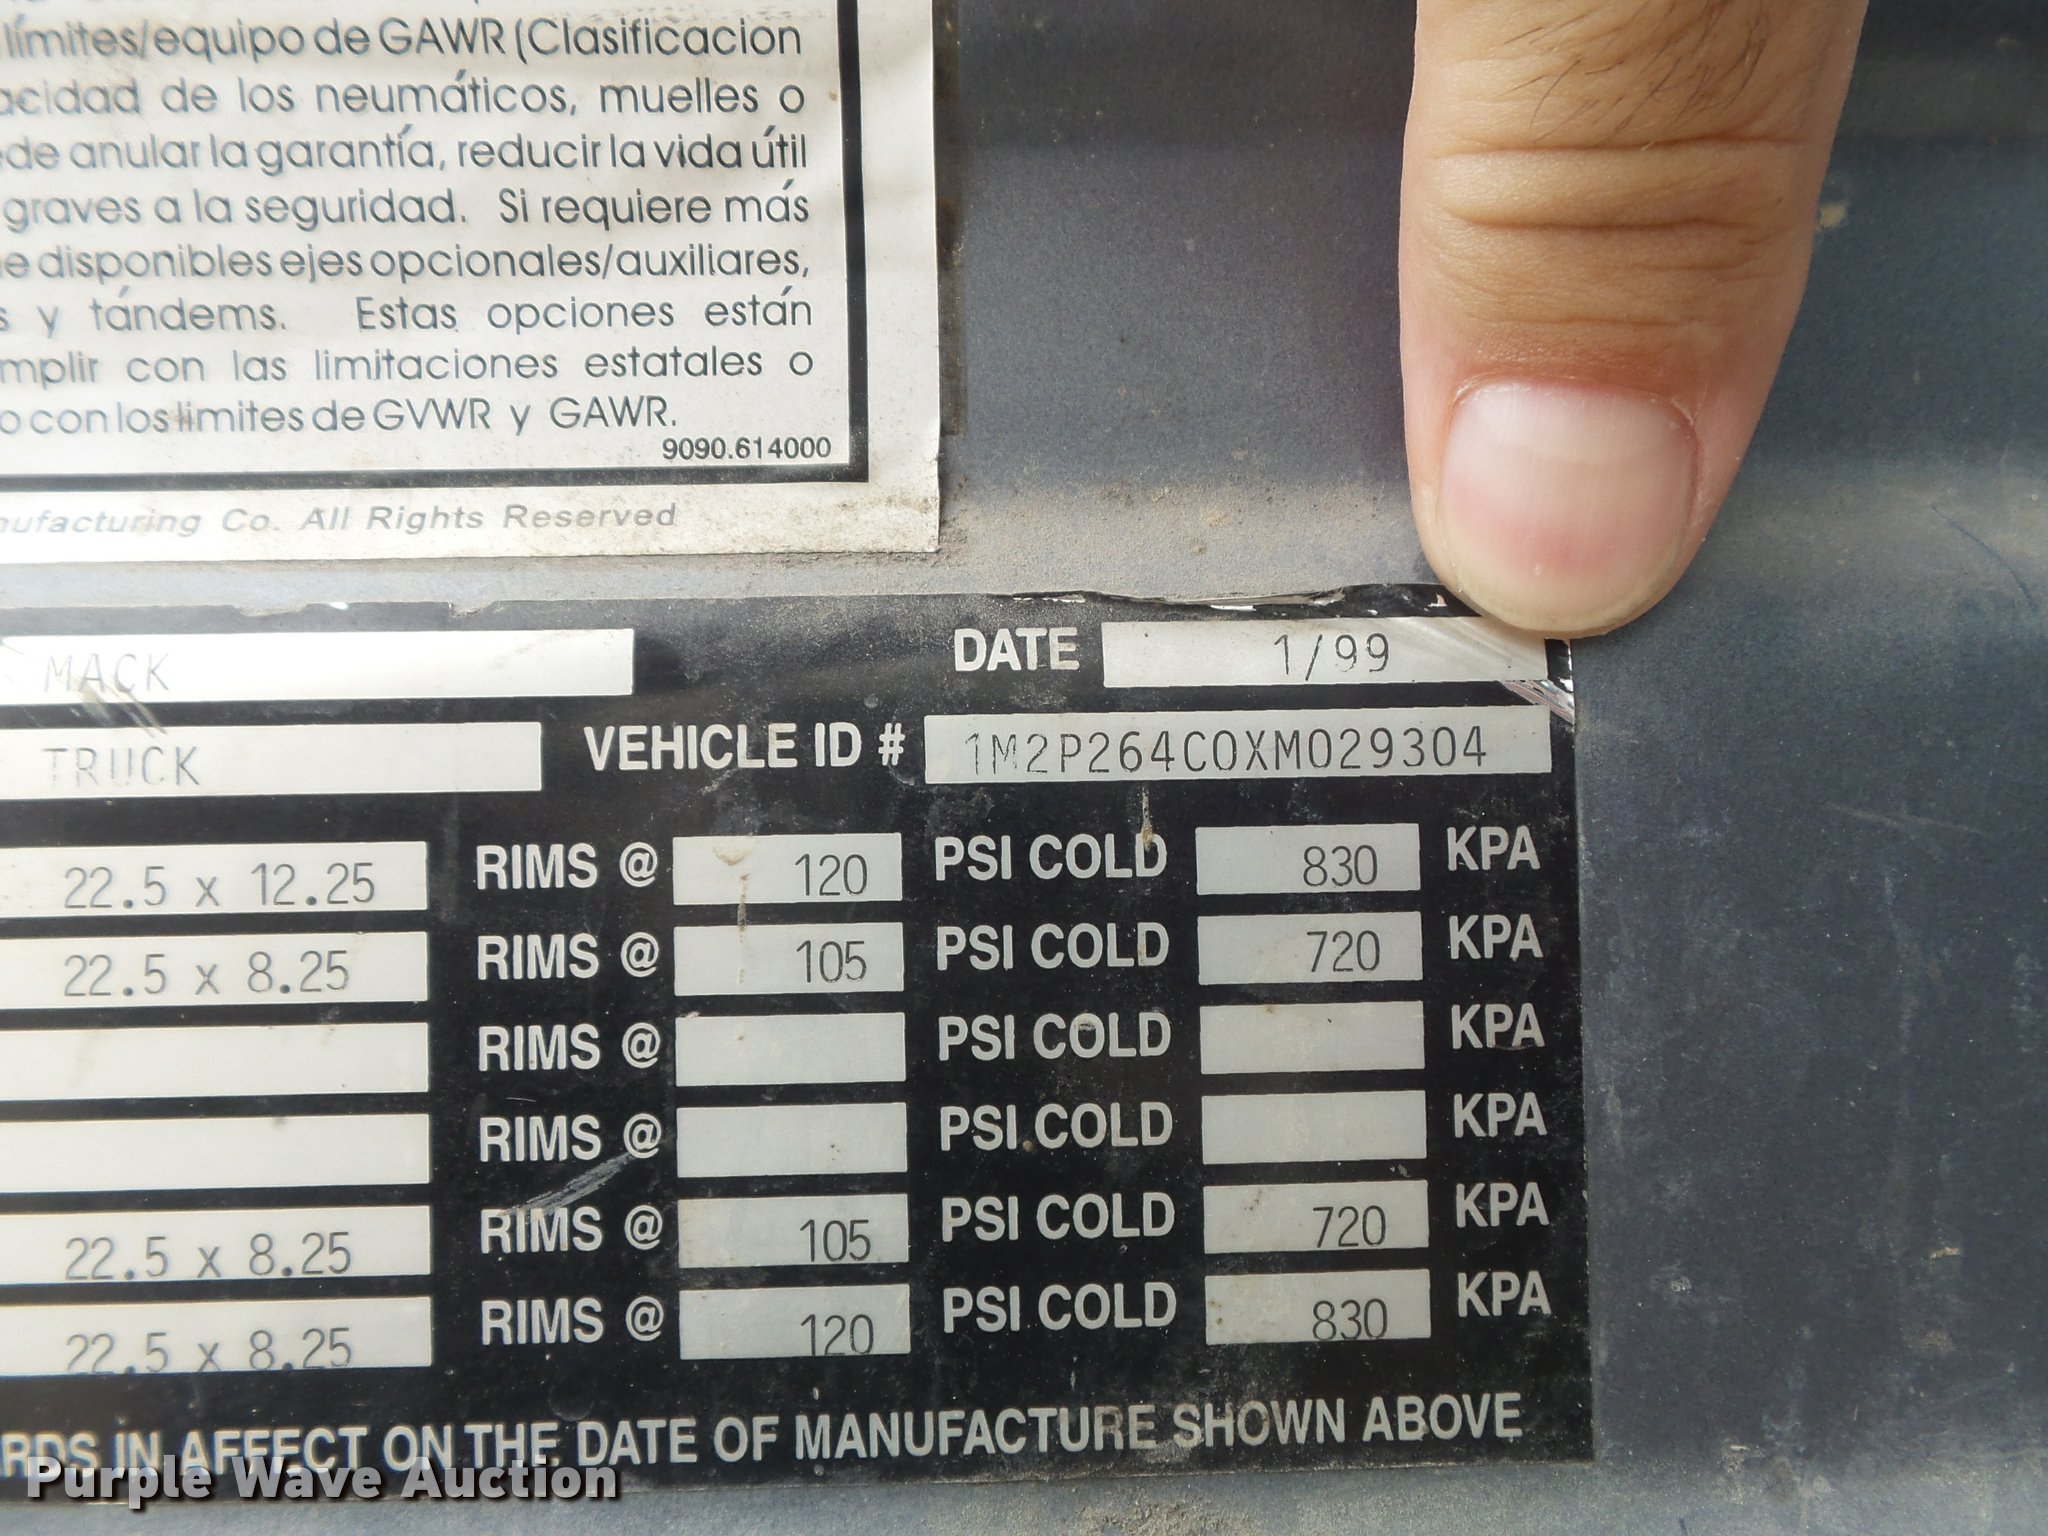 límites/equipo de GAWR (Clasificacion
acidad de los neumáticos, muelles o
de anular la garantía, reducir la vida útil
graves a la seguridad. Si requiere más
e disponibles ejes opcionales/auxiliares,
s y tándems. Estas opciones están
mplir con las limitaciones estatales o
o con los limites de GVWR y GAWR.
9090.614000
nufacturing Co. All Rights Reserved
MACK DATE 1/99
TRUCK VEHICLE ID # 1M2P264C0XM029304
22.5 x 12.25 RIMS @ 120 PSI COLD 830 KPA
22.5 x 8.25 RIMS @ 105 PSI COLD 720 KPA
RIMS @ PSI COLD KPA
RIMS @ PSI COLD KPA
22.5 x 8.25 RIMS @ 105 PSI COLD 720 KPA
22.5 x 8.25 RIMS @ 120 PSI COLD 830 KPA
RDS IN AFFECT ON THE DATE OF MANUFACTURE SHOWN ABOVE
Purple Wave Auction